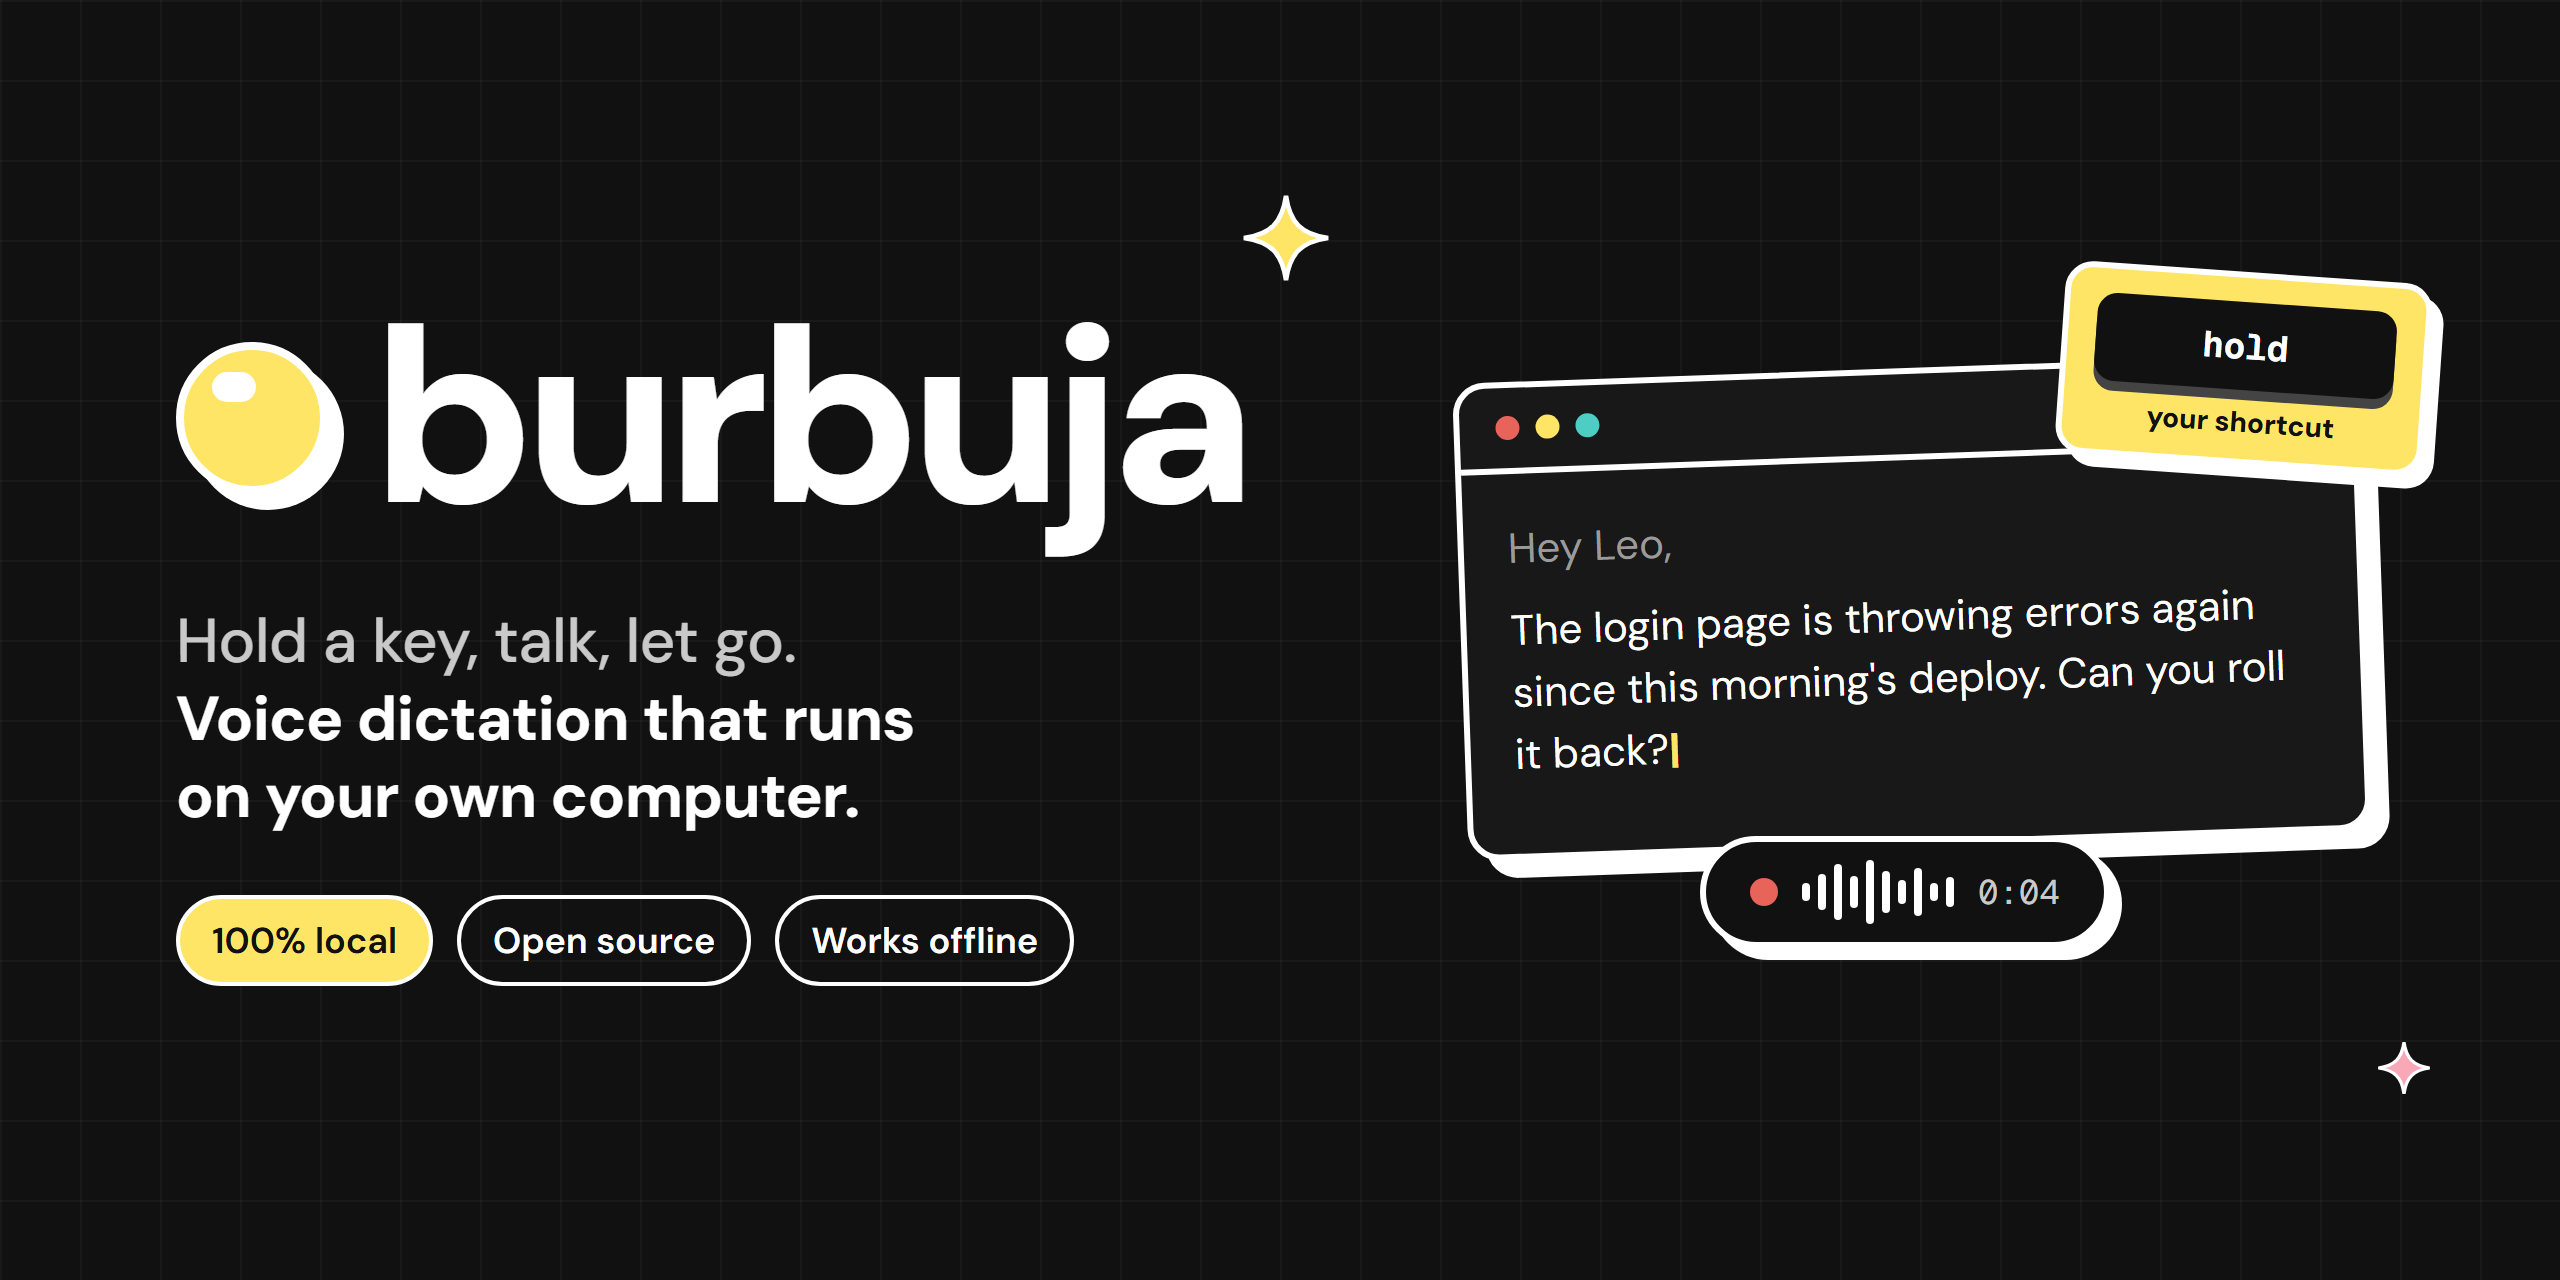 burbuja
Hold a key, talk, let go.
Voice dictation that runs
on your own computer.
100% local
Open source
Works offline
hold
your shortcut
Hey Leo,
The login page is throwing errors again
since this morning's deploy. Can you roll
it back?
0:04